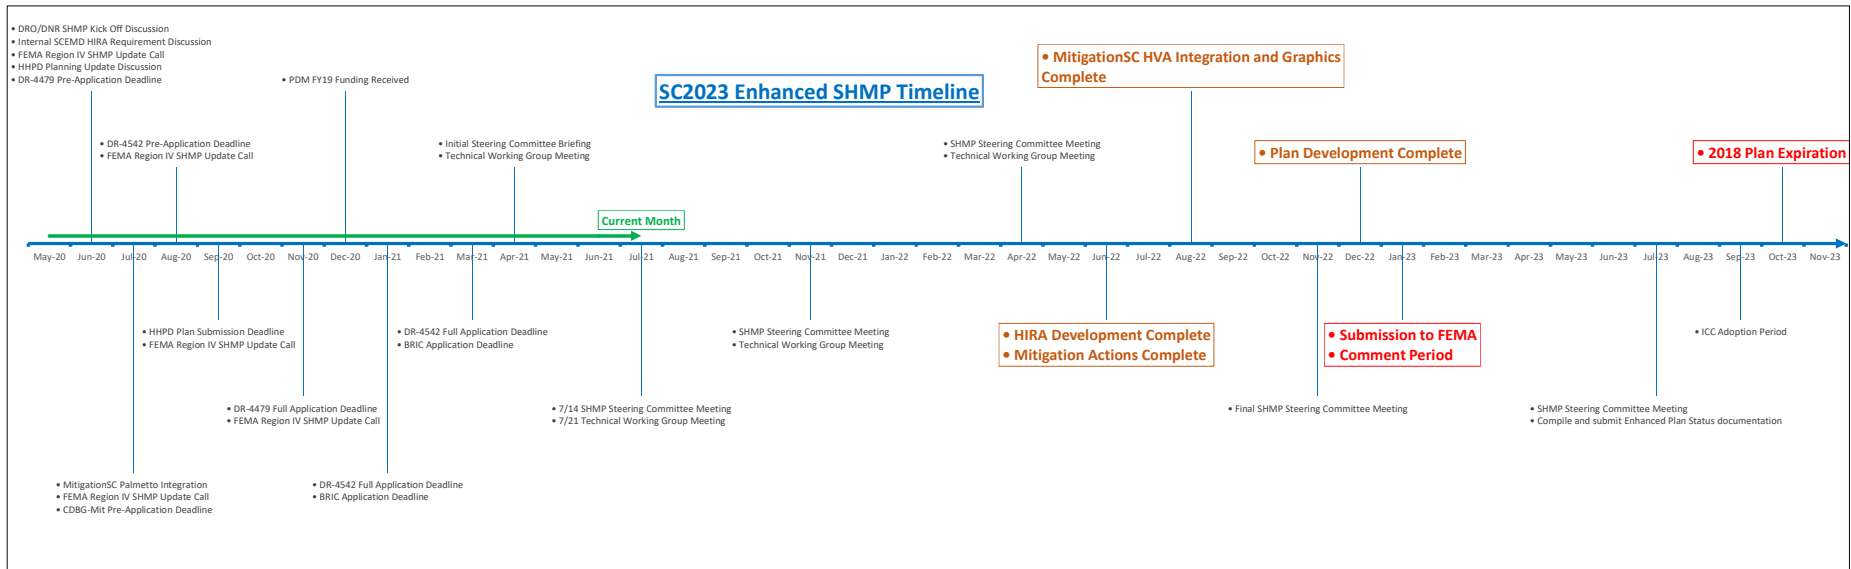 • DRO/DNR SHMP Kick Off Discussion
• Internal SCEMD HIRA Requirement Discussion
• FEMA Region IV SHMP Update Call
• HHPD Planning Update Discussion
• DR-4479 Pre-Application Deadline
• PDM FY19 Funding Received
SC2023 Enhanced SHMP Timeline
• MitigationSC HVA Integration and Graphics
Complete
• DR-4542 Pre-Application Deadline
• FEMA Region IV SHMP Update Call
• Initial Steering Committee Briefing
• Technical Working Group Meeting
• SHMP Steering Committee Meeting
• Technical Working Group Meeting
• Plan Development Complete
• 2018 Plan Expiration
Current Month
May-20 Jun-20 Jul-20 Aug-20 Sep-20 Oct-20 Nov-20 Dec-20 Jan-21 Feb-21 Mar-21 Apr-21 May-21 Jun-21 Jul-21 Aug-21 Sep-21 Oct-21 Nov-21 Dec-21 Jan-22 Feb-22 Mar-22 Apr-22 May-22 Jun-22 Jul-22 Aug-22 Sep-22 Oct-22 Nov-22 Dec-22 Jan-23 Feb-23 Mar-23 Apr-23 May-23 Jun-23 Jul-23 Aug-23 Sep-23 Oct-23 Nov-23
• HHPD Plan Submission Deadline
• FEMA Region IV SHMP Update Call
• DR-4542 Full Application Deadline
• BRIC Application Deadline
• SHMP Steering Committee Meeting
• Technical Working Group Meeting
• HIRA Development Complete
• Mitigation Actions Complete
• Submission to FEMA
• Comment Period
• ICC Adoption Period
• DR-4479 Full Application Deadline
• FEMA Region IV SHMP Update Call
• 7/14 SHMP Steering Committee Meeting
• 7/21 Technical Working Group Meeting
• Final SHMP Steering Committee Meeting
• SHMP Steering Committee Meeting
• Compile and submit Enhanced Plan Status documentation
• MitigationSC Palmetto Integration
• FEMA Region IV SHMP Update Call
• CDBG-Mit Pre-Application Deadline
• DR-4542 Full Application Deadline
• BRIC Application Deadline